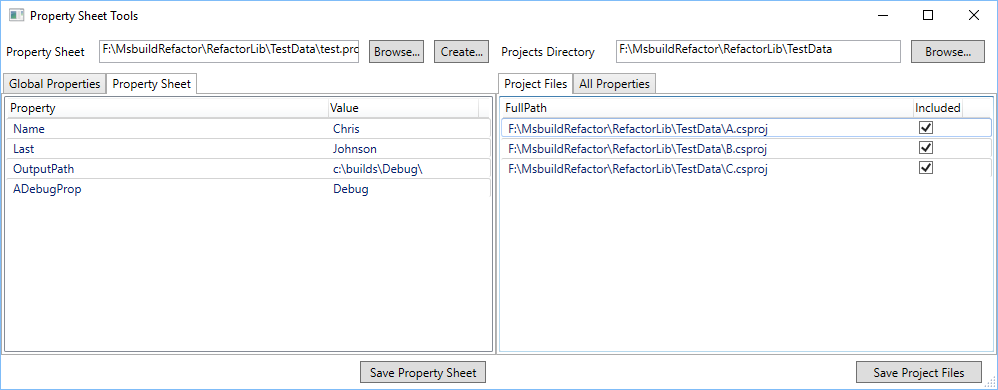 Property Sheet Tools
Property Sheet F:\MsbuildRefactor\RefactorLib\TestData\test.pro Browse... Create... Projects Directory F:\MsbuildRefactor\RefactorLib\TestData Browse...
Global Properties Property Sheet Project Files All Properties
Property Value FullPath Included
Name Chris F:\MsbuildRefactor\RefactorLib\TestData\A.csproj
Last Johnson F:\MsbuildRefactor\RefactorLib\TestData\B.csproj
OutputPath c:\builds\Debug\ F:\MsbuildRefactor\RefactorLib\TestData\C.csproj
ADebugProp Debug
Save Property Sheet Save Project Files